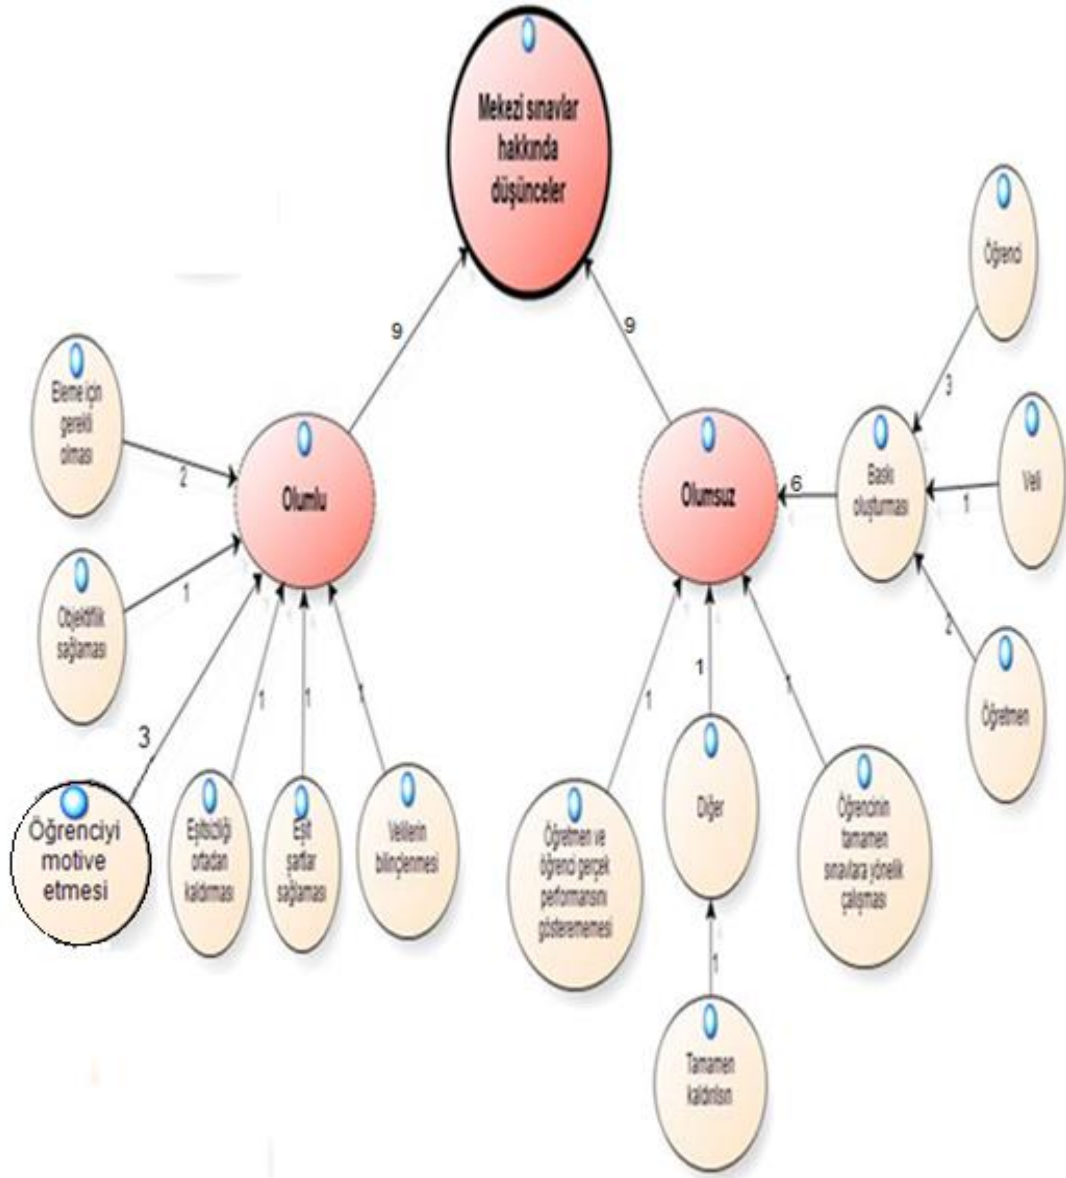 Mekezi sınavlar
hakkında
düşünceler
9
9
Öğrenci
3
Eleme için
gerekli
olması
2
Olumlu
Olumsuz
6
Baskı
oluşturması
1
Veli
Objektiflik
sağlaması
1
2
Öğretmen
3
1
1
1
1
1
1
Öğrenciyi
motive
etmesi
Eşitsizliği
ortadan
kaldırması
Eşit
şartlar
sağlaması
Velilerin
bilinçlenmesi
Öğretmen ve
öğrenci gerçek
performansını
gösterememesi
Diğer
Öğrencinin
tamamen
sınavlara yönelik
çalışması
1
Tamamen
kaldırılsın